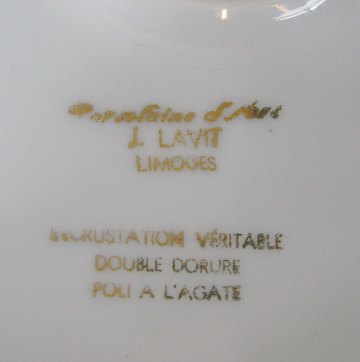 Porcelaine d'Art
J. LAVIT
LIMOGES
INCRUSTATION VÉRITABLE
DOUBLE DORURE
POLI A L'AGATE